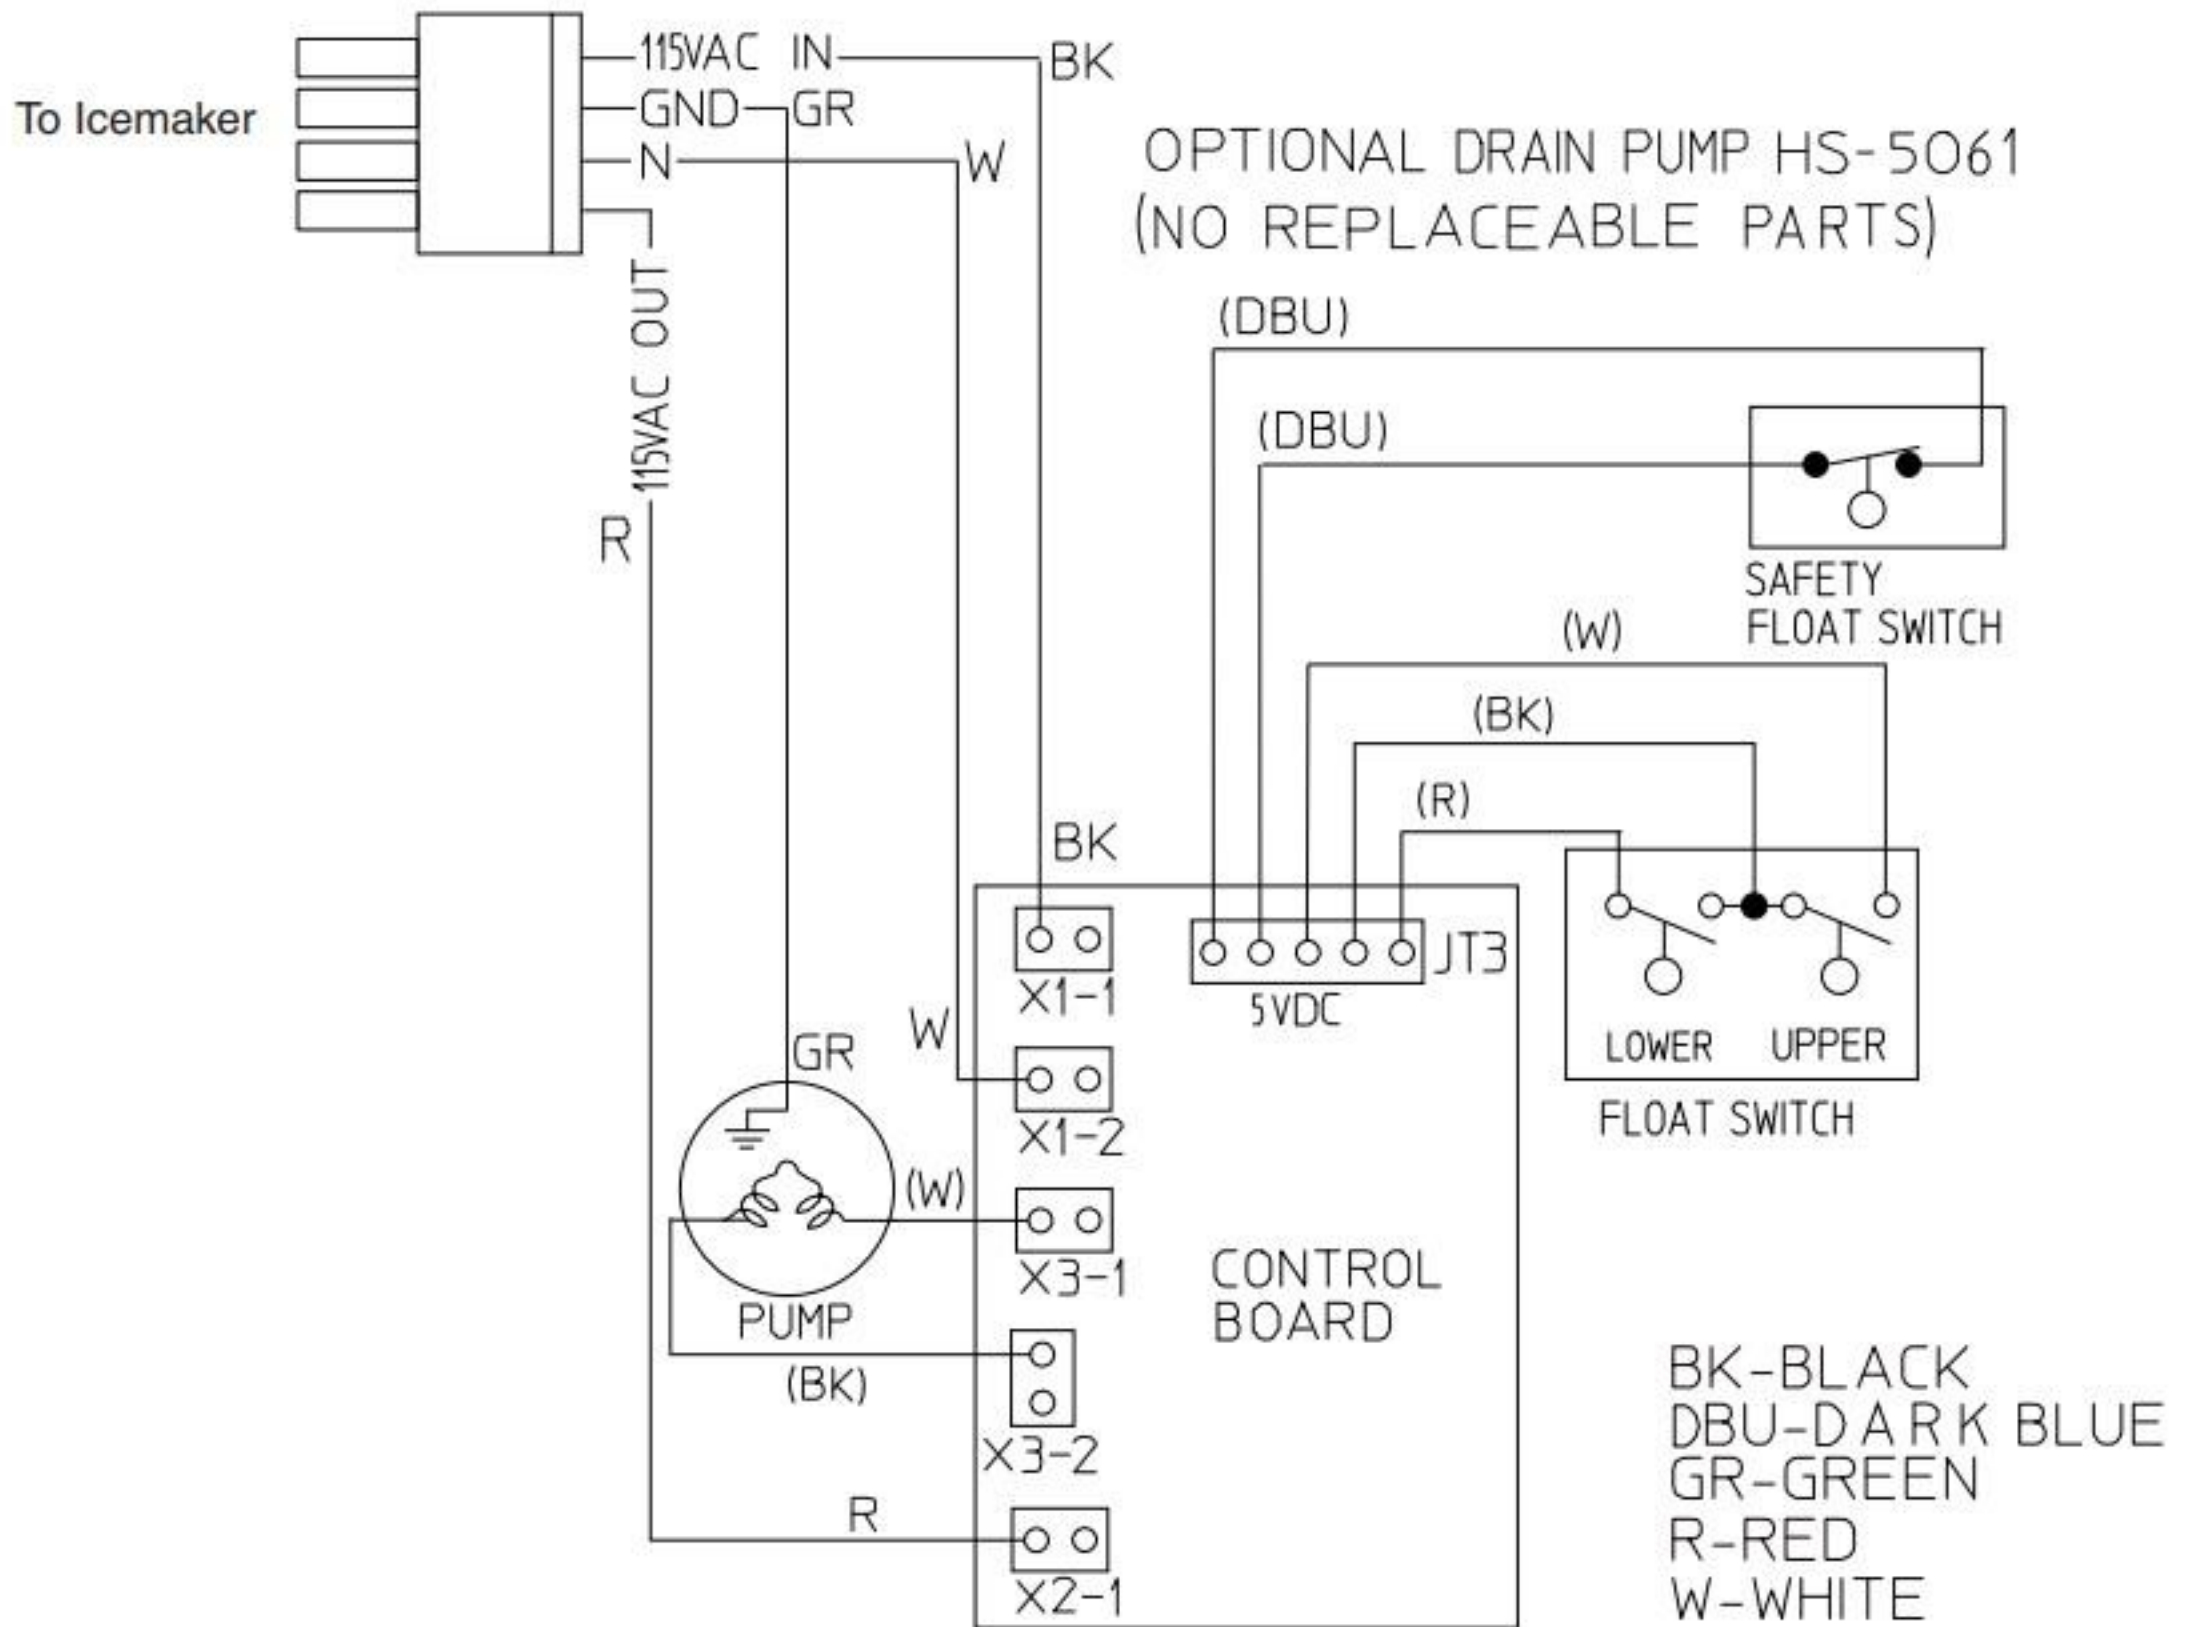 115VAC IN
BK
To Icemaker
GND
GR
N
W
OPTIONAL DRAIN PUMP HS-5061
(NO REPLACEABLE PARTS)
115VAC OUT
R
(DBU)
(DBU)
SAFETY
FLOAT SWITCH
(W)
(BK)
(R)
BK
JT3
X1-1
5VDC
W
GR
LOWER
UPPER
X1-2
FLOAT SWITCH
(W)
X3-1
CONTROL
BOARD
PUMP
(BK)
X3-2
R
X2-1
BK-BLACK
DBU-DARK BLUE
GR-GREEN
R-RED
W-WHITE